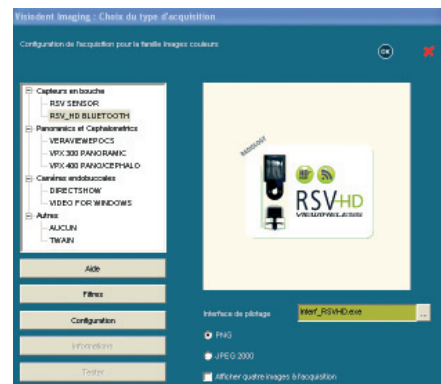 Visiodent Imaging : Choix du type d'acquisition
Configuration de l'acquisition pour la famille Images couleurs
OK
Capteurs en bouche
RSV SENSOR
RSV_HD BLUETOOTH
Panoramics et Cephalometrics
VERAVIEWEPOCS
VPX 300 PANORAMIC
VPX 400 PANO/CEPHALO
Caméras endobuccales
DIRECTSHOW
VIDEO FOR WINDOWS
Autres
AUCUN
TWAIN
RADIOLOGY
RSV-HD
Aide
Filtres
Configuration
Informations
Tester
Interface de pilotage
Interf_RSVHD.exe
...
PNG
JPEG 2000
Afficher quatre images à l'acquisition